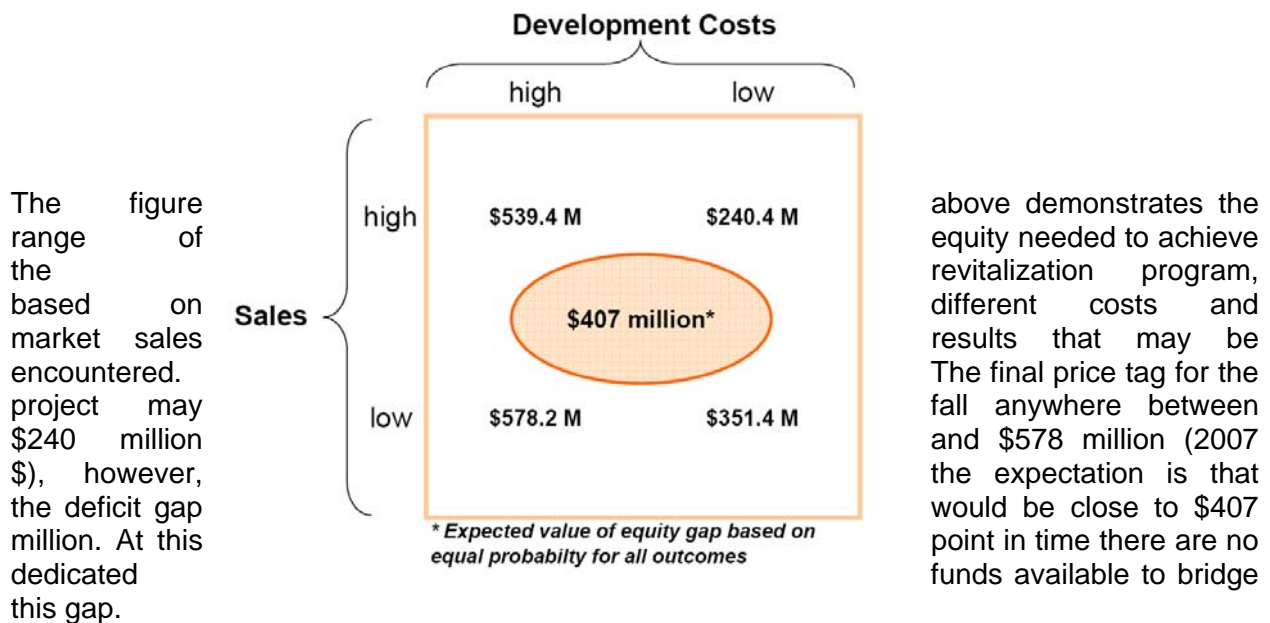 Development Costs
high low
high
$539.4 M $240.4 M
Sales
$407 million*
low
$578.2 M $351.4 M
* Expected value of equity gap based on
equal probabilty for all outcomes
The figure above demonstrates the
range of equity needed to achieve
the revitalization program,
based on different costs and
market sales results that may be
encountered. The final price tag for the
project may fall anywhere between
$240 million and $578 million (2007
$), however, the expectation is that
the deficit gap would be close to $407
million. At this point in time there are no
dedicated funds available to bridge
this gap.